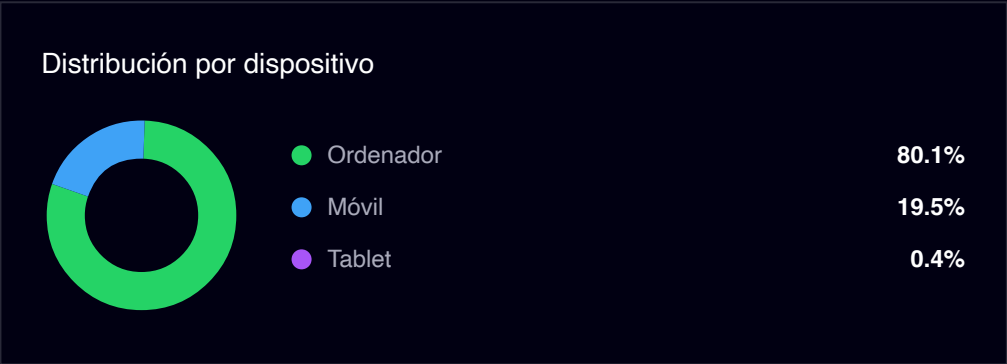 Distribución por dispositivo
Ordenador 80.1%
Móvil 19.5%
Tablet 0.4%